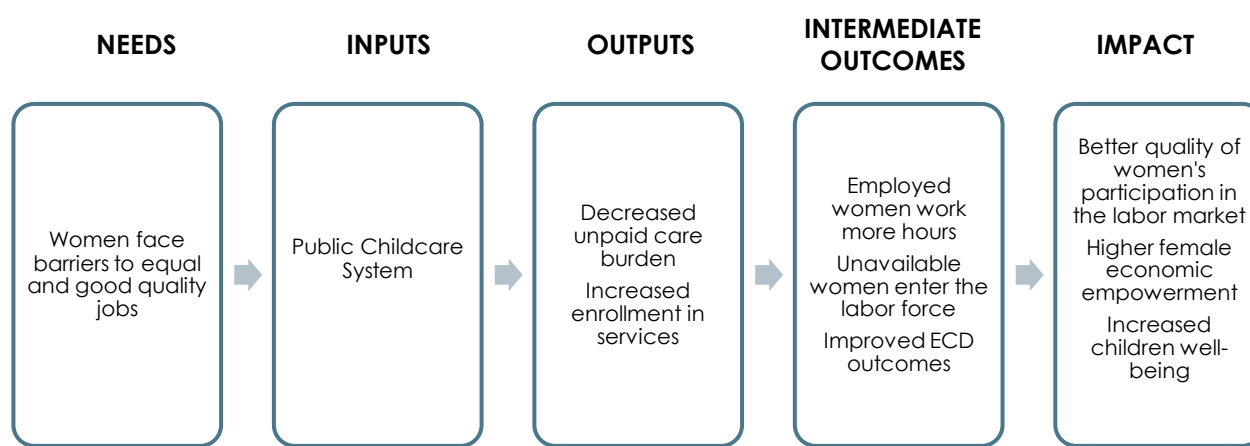 NEEDS
INPUTS
OUTPUTS
INTERMEDIATE
OUTCOMES
IMPACT
Women face
barriers to equal
and good quality
jobs
Public Childcare
System
Decreased
unpaid care
burden
Increased
enrollment in
services
Employed
women work
more hours
Unavailable
women enter the
labor force
Improved ECD
outcomes
Better quality of
women's
participation in
the labor market
Higher female
economic
empowerment
Increased
children well-
being